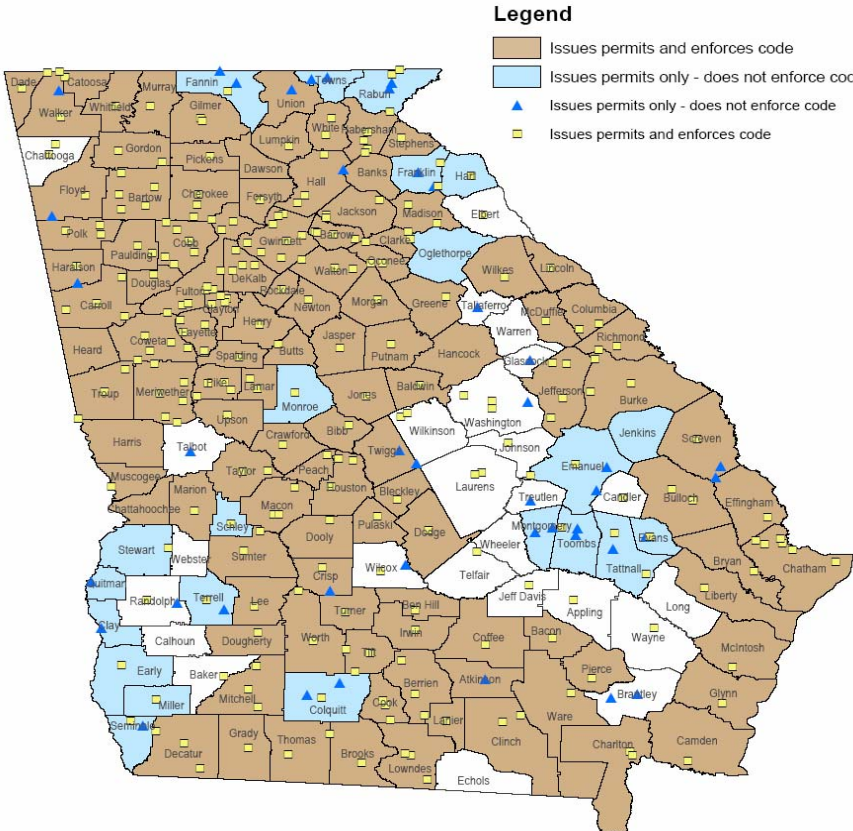 Legend
Issues permits and enforces code
Issues permits only - does not enforce cod
Issues permits only - does not enforce code
Issues permits and enforces code
Dade
Catoosa
Walker
Whitfield
Murray
Fannin
Gilmer
Union
Towns
Rabun
White
Habersham
Lumpkin
Stephens
Chattooga
Gordon
Pickens
Dawson
Hall
Banks
Franklin
Hart
Floyd
Bartow
Cherokee
Forsyth
Jackson
Madison
Elbert
Polk
Paulding
Cobb
Gwinnett
Barrow
Clarke
Oglethorpe
Haralson
Douglas
Fulton
DeKalb
Walton
Oconee
Wilkes
Lincoln
Carroll
Clayton
Rockdale
Newton
Morgan
Greene
Taliaferro
McDuffie
Columbia
Heard
Coweta
Fayette
Henry
Jasper
Putnam
Hancock
Warren
Richmond
Spalding
Butts
Glascock
Troup
Meriwether
Pike
Lamar
Monroe
Jones
Baldwin
Washington
Jefferson
Burke
Upson
Harris
Talbot
Crawford
Bibb
Twiggs
Wilkinson
Johnson
Jenkins
Screven
Emanuel
Muscogee
Taylor
Peach
Houston
Bleckley
Laurens
Treutlen
Candler
Bulloch
Effingham
Chattahoochee
Marion
Macon
Schley
Pulaski
Dodge
Montgomery
Toombs
Evans
Tattnall
Bryan
Chatham
Stewart
Webster
Sumter
Dooly
Wilcox
Wheeler
Telfair
Quitman
Randolph
Terrell
Lee
Crisp
Jeff Davis
Appling
Long
Liberty
Clay
Calhoun
Dougherty
Turner
Ben Hill
Irwin
Coffee
Bacon
Wayne
McIntosh
Worth
Tift
Early
Baker
Mitchell
Berrien
Atkinson
Pierce
Brantley
Glynn
Miller
Colquitt
Cook
Lanier
Ware
Seminole
Decatur
Grady
Thomas
Brooks
Lowndes
Clinch
Charlton
Camden
Echols